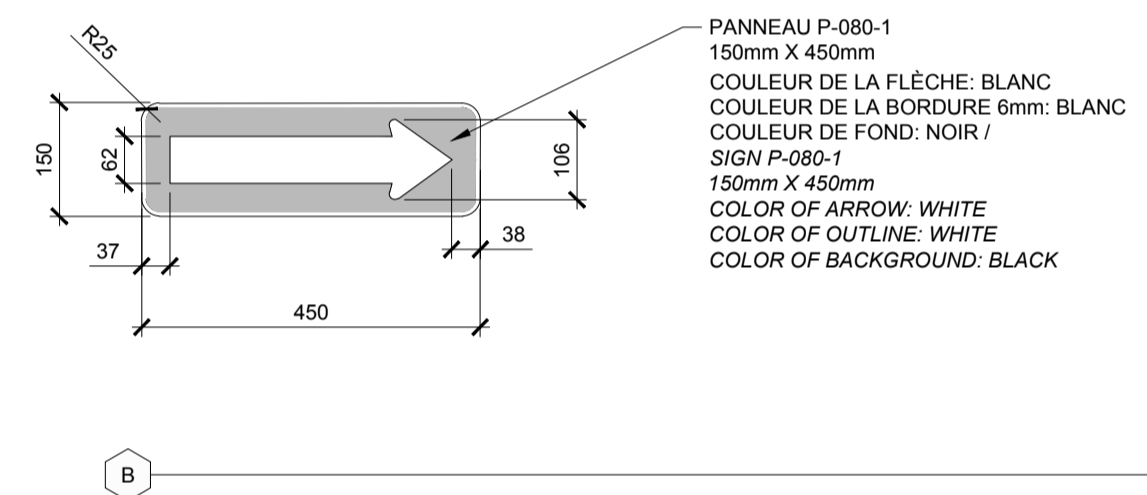 R25
150
62
106
37
38
450
PANNEAU P-080-1
150mm X 450mm
COULEUR DE LA FLÈCHE: BLANC
COULEUR DE LA BORDURE 6mm: BLANC
COULEUR DE FOND: NOIR /
SIGN P-080-1
150mm X 450mm
COLOR OF ARROW: WHITE
COLOR OF OUTLINE: WHITE
COLOR OF BACKGROUND: BLACK
B